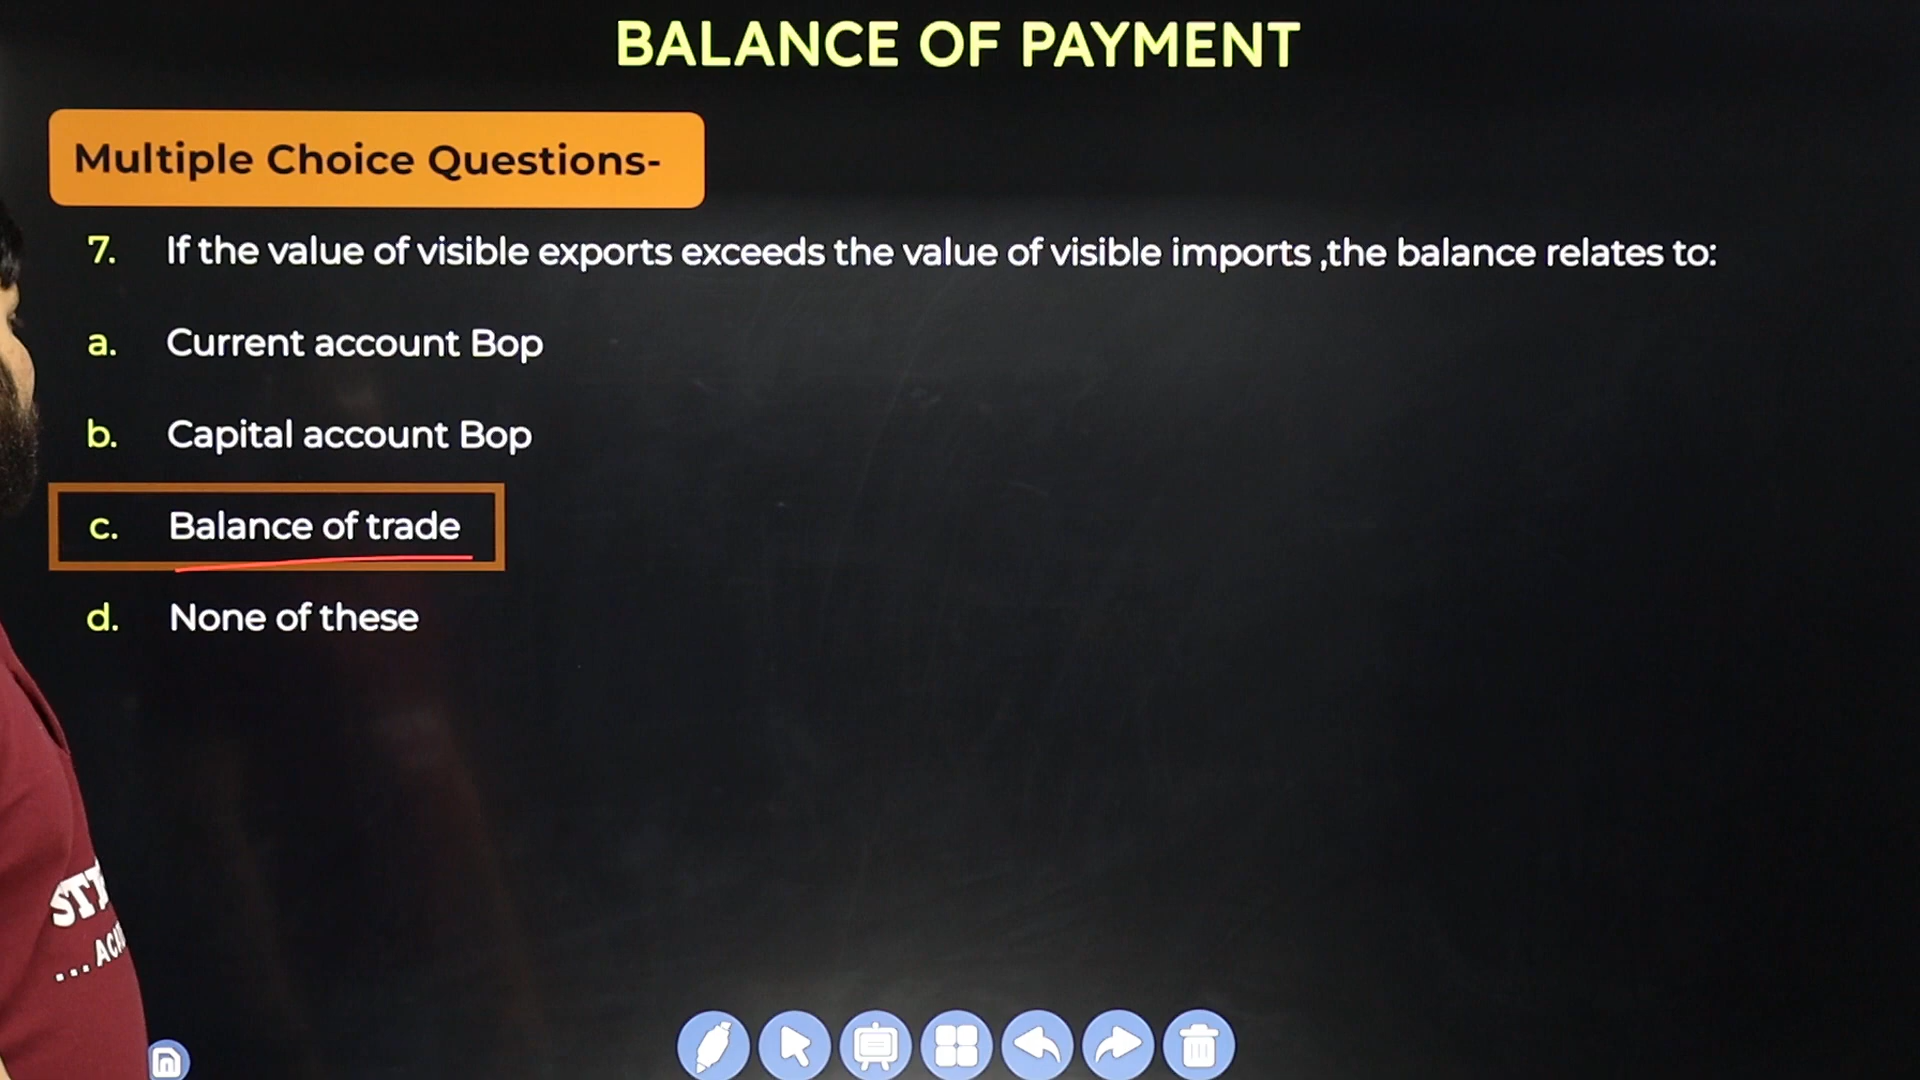 BALANCE OF PAYMENT
Multiple Choice Questions-
7. If the value of visible exports exceeds the value of visible imports ,the balance relates to:
a. Current account Bop
b. Capital account Bop
c. Balance of trade
d. None of these